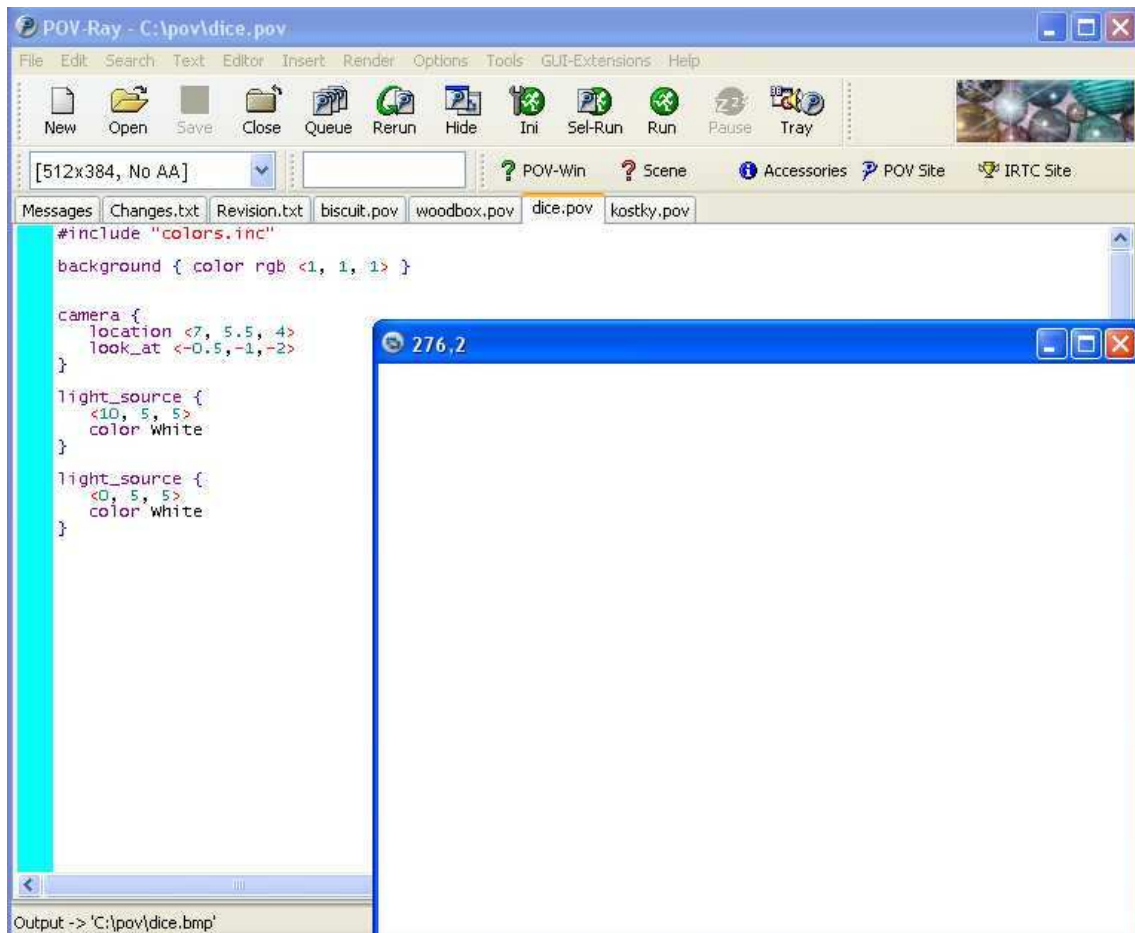 POV-Ray - C:\pov\dice.pov
File Edit Search Text Editor Insert Render Options Tools GUI-Extensions Help
New Open Save Close Queue Rerun Hide Ini Sel-Run Run Pause Tray
[512x384, No AA] ? POV-Win ? Scene Accessories POV Site IRTC Site
Messages Changes.txt Revision.txt biscuit.pov woodbox.pov dice.pov kostky.pov
#include "colors.inc"
background { color rgb <1, 1, 1> }
camera {
location <7, 5.5, 4>
look_at <-0.5,-1,-2>
}
light_source {
<10, 5, 5>
color White
}
light_source {
<0, 5, 5>
color White
}
276,2
Output -> 'C:\pov\dice.bmp'